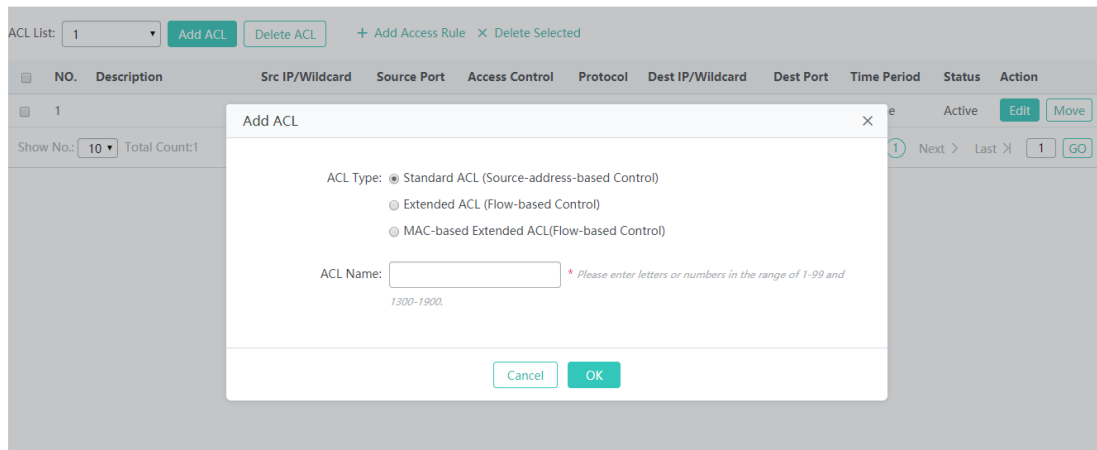 ACL List: 1 Add ACL Delete ACL + Add Access Rule × Delete Selected
NO. Description Src IP/Wildcard Source Port Access Control Protocol Dest IP/Wildcard Dest Port Time Period Status Action
1 e Active Edit Move
Show No.: 10 Total Count:1 1 Next > Last 1 GO
Add ACL ×
ACL Type: Standard ACL (Source-address-based Control)
Extended ACL (Flow-based Control)
MAC-based Extended ACL(Flow-based Control)
ACL Name: * Please enter letters or numbers in the range of 1-99 and
1300-1900.
Cancel OK